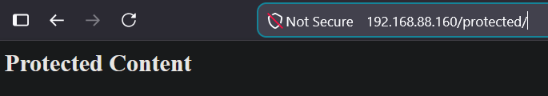 Not Secure 192.168.88.160/protected/
Protected Content